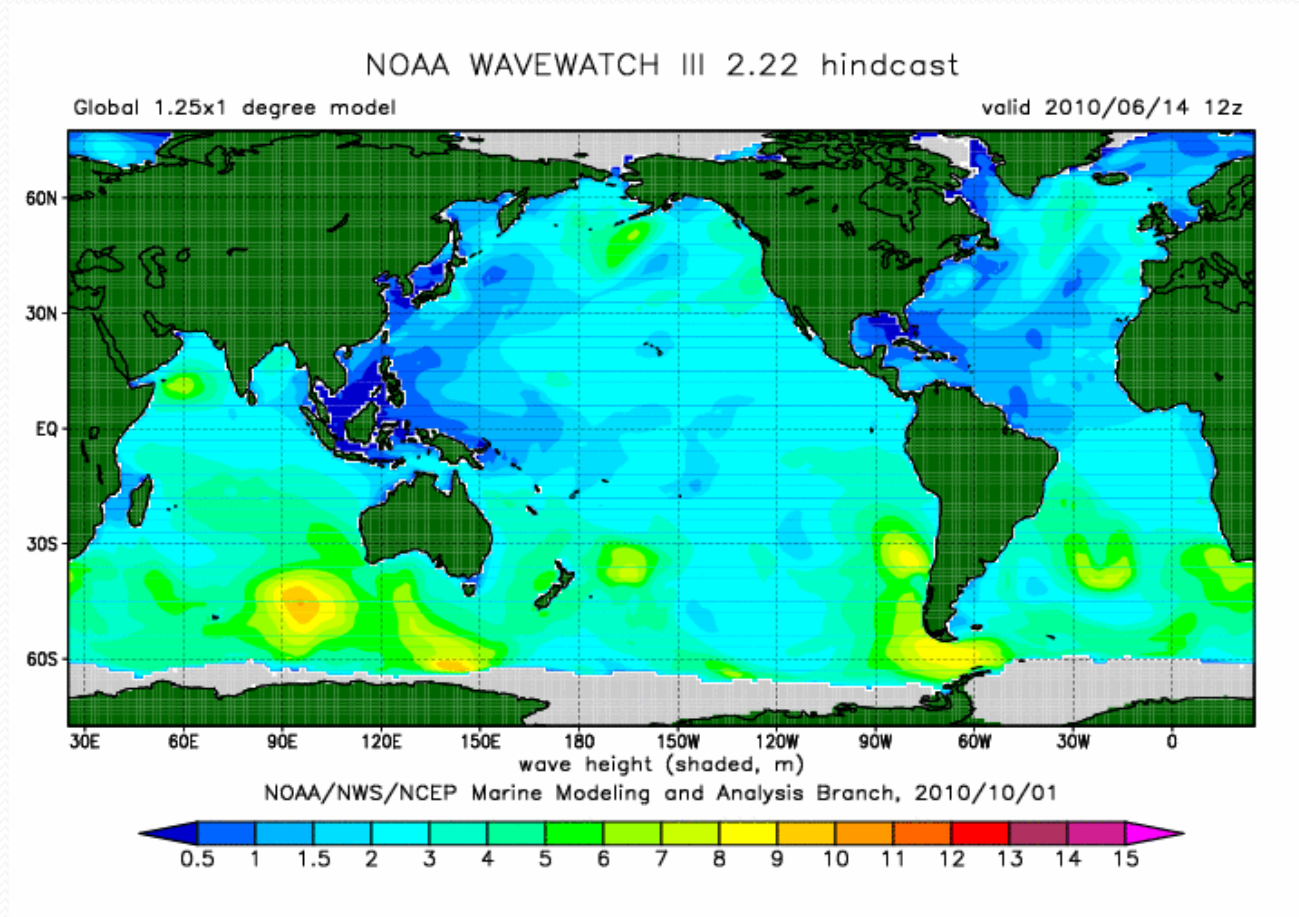 NOAA WAVEWATCH III 2.22 hindcast
Global 1.25x1 degree model valid 2010/06/14 12z
60N
30N
EQ
30S
60S
30E 60E 90E 120E 150E 180 150W 120W 90W 60W 30W 0
wave height (shaded, m)
NOAA/NWS/NCEP Marine Modeling and Analysis Branch, 2010/10/01
0.5 1 1.5 2 3 4 5 6 7 8 9 10 11 12 13 14 15